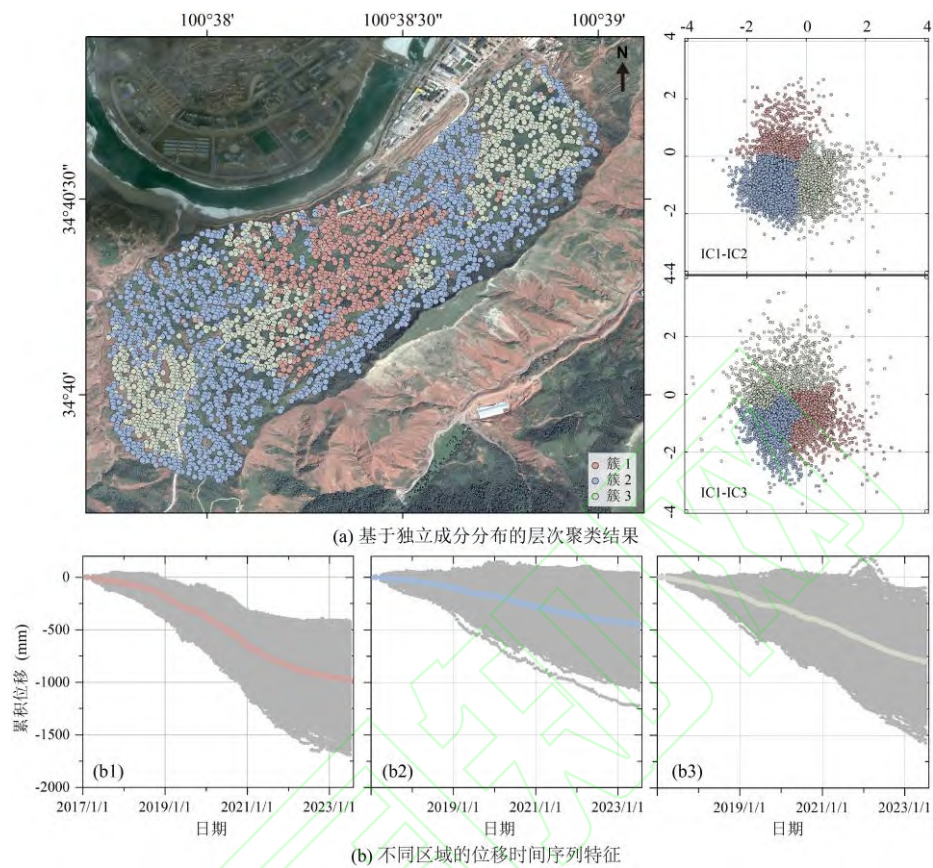 100°38' 100°38'30" 100°39'
-4 -2 0 2 4
N
4
2
0
-2
-4
IC1-IC2
34°40'30"
34°40'
4
2
0
-2
-4
IC1-IC3
簇 1
簇 2
簇 3
(a) 基于独立成分分布的层次聚类结果
累积位移 (mm)
0
-500
-1000
-1500
-2000
(b1) (b2) (b3)
2017/1/1 2019/1/1 2021/1/1 2023/1/1 2019/1/1 2021/1/1 2023/1/1 2019/1/1 2021/1/1 2023/1/1
日期 日期 日期
(b) 不同区域的位移时间序列特征